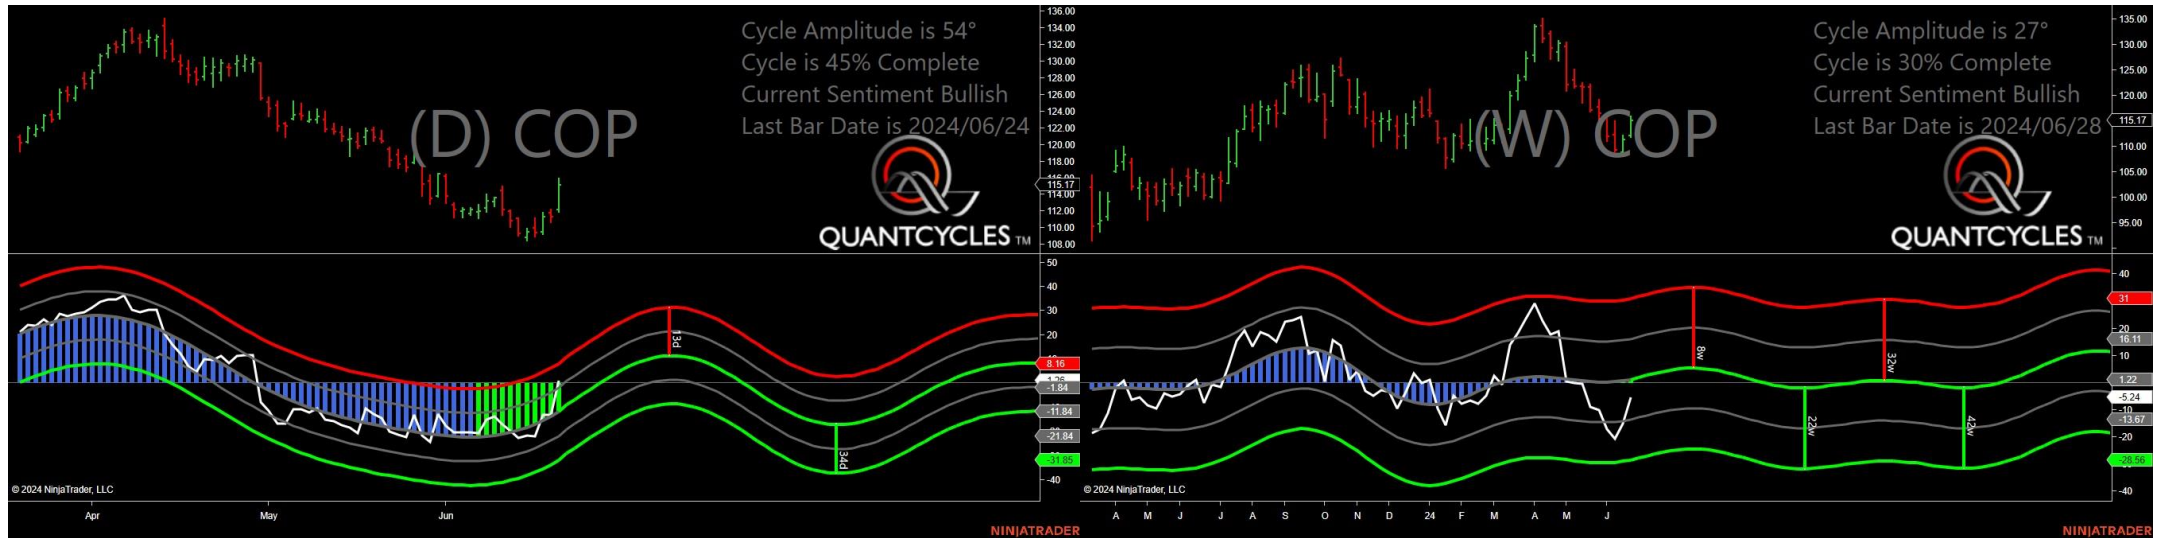 136.00
134.00
132.00
130.00
128.00
126.00
124.00
122.00
120.00
118.00
115.17
114.00
112.00
110.00
108.00
Cycle Amplitude is 54°
Cycle is 45% Complete
Current Sentiment Bullish
Last Bar Date is 2024/06/24
(D) COP
QUANTCYCLES TM
50
40
30
20
8.16
-1.84
-11.84
-21.84
-31.85
-40
13d
34d
© 2024 NinjaTrader, LLC
Apr
May
Jun
NINJATRADER
135.00
130.00
125.00
120.00
115.17
110.00
105.00
100.00
95.00
Cycle Amplitude is 27°
Cycle is 30% Complete
Current Sentiment Bullish
Last Bar Date is 2024/06/28
(W) COP
QUANTCYCLES TM
40
31
20
16.11
10
1.22
-5.24
-10
-13.67
-20
-28.56
-40
8w
22w
32w
42w
© 2024 NinjaTrader, LLC
A
M
J
J
A
S
O
N
D
24
F
M
A
M
J
NINJATRADER